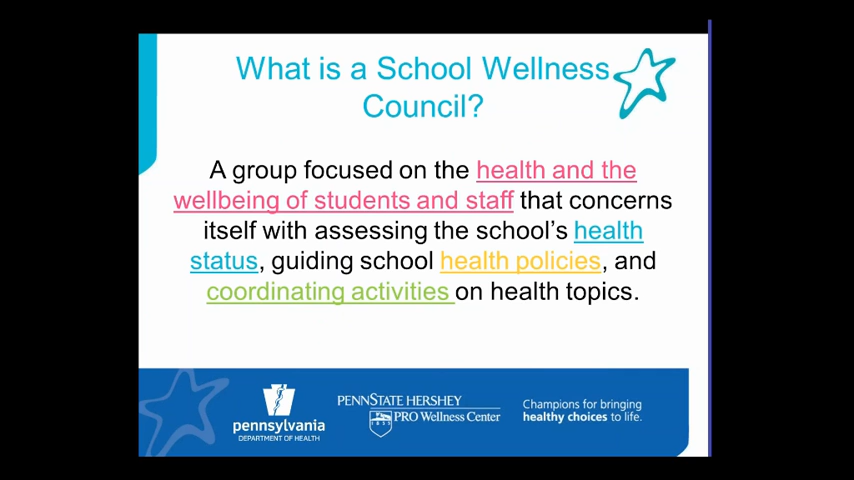 What is a School Wellness
Council?
A group focused on the health and the
wellbeing of students and staff that concerns
itself with assessing the school's health
status, guiding school health policies, and
coordinating activities on health topics.
pennsylvania
DEPARTMENT OF HEALTH
PENNSTATE HERSHEY
PRO Wellness Center
1855
Champions for bringing
healthy choices to life.